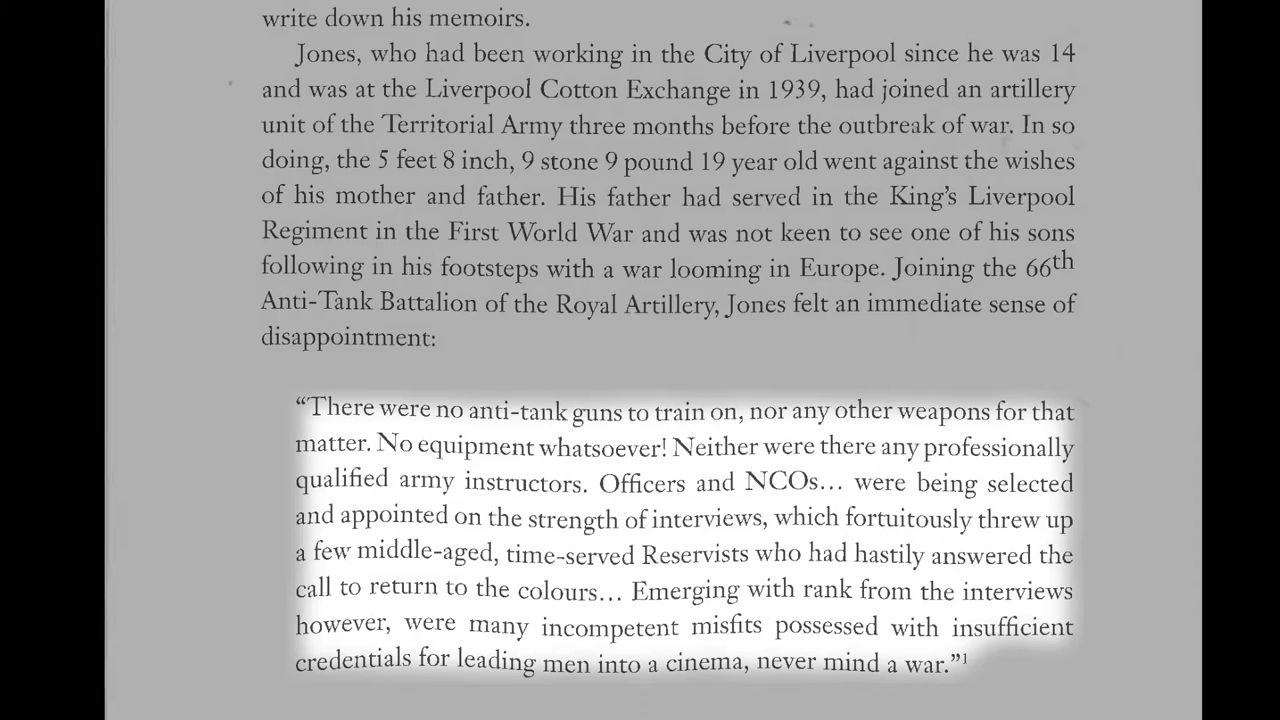 write down his memoirs.
Jones, who had been working in the City of Liverpool since he was 14
and was at the Liverpool Cotton Exchange in 1939, had joined an artillery
unit of the Territorial Army three months before the outbreak of war. In so
doing, the 5 feet 8 inch, 9 stone 9 pound 19 year old went against the wishes
of his mother and father. His father had served in the King’s Liverpool
Regiment in the First World War and was not keen to see one of his sons
following in his footsteps with a war looming in Europe. Joining the 66th
Anti-Tank Battalion of the Royal Artillery, Jones felt an immediate sense of
disappointment:
“There were no anti-tank guns to train on, nor any other weapons for that
matter. No equipment whatsoever! Neither were there any professionally
qualified army instructors. Officers and NCOs… were being selected
and appointed on the strength of interviews, which fortuitously threw up
a few middle-aged, time-served Reservists who had hastily answered the
call to return to the colours… Emerging with rank from the interviews
however, were many incompetent misfits possessed with insufficient
credentials for leading men into a cinema, never mind a war.”1